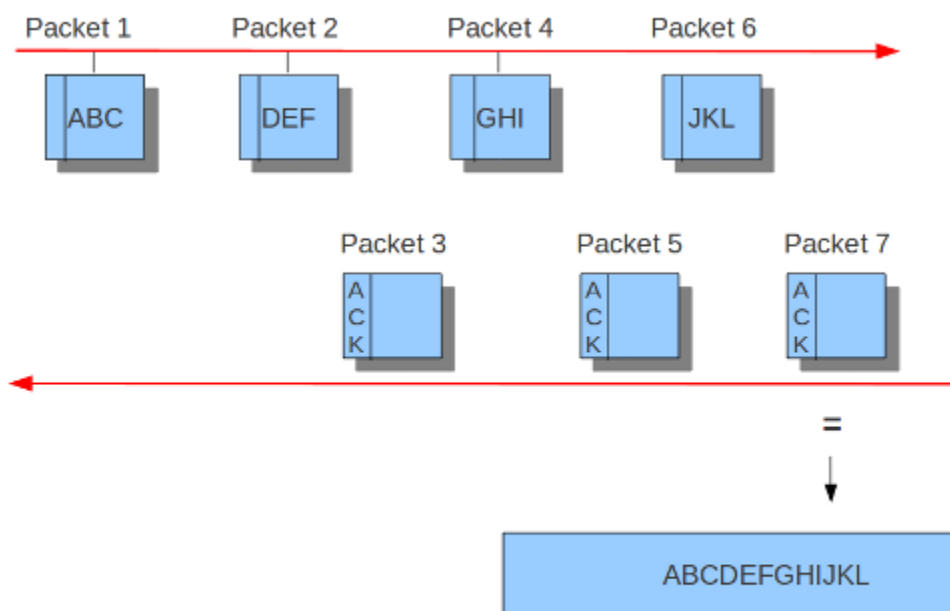 Packet 1 Packet 2 Packet 4 Packet 6
ABC DEF GHI JKL
Packet 3 Packet 5 Packet 7
A A A
C C C
K K K
=
ABCDEFGHIJKL